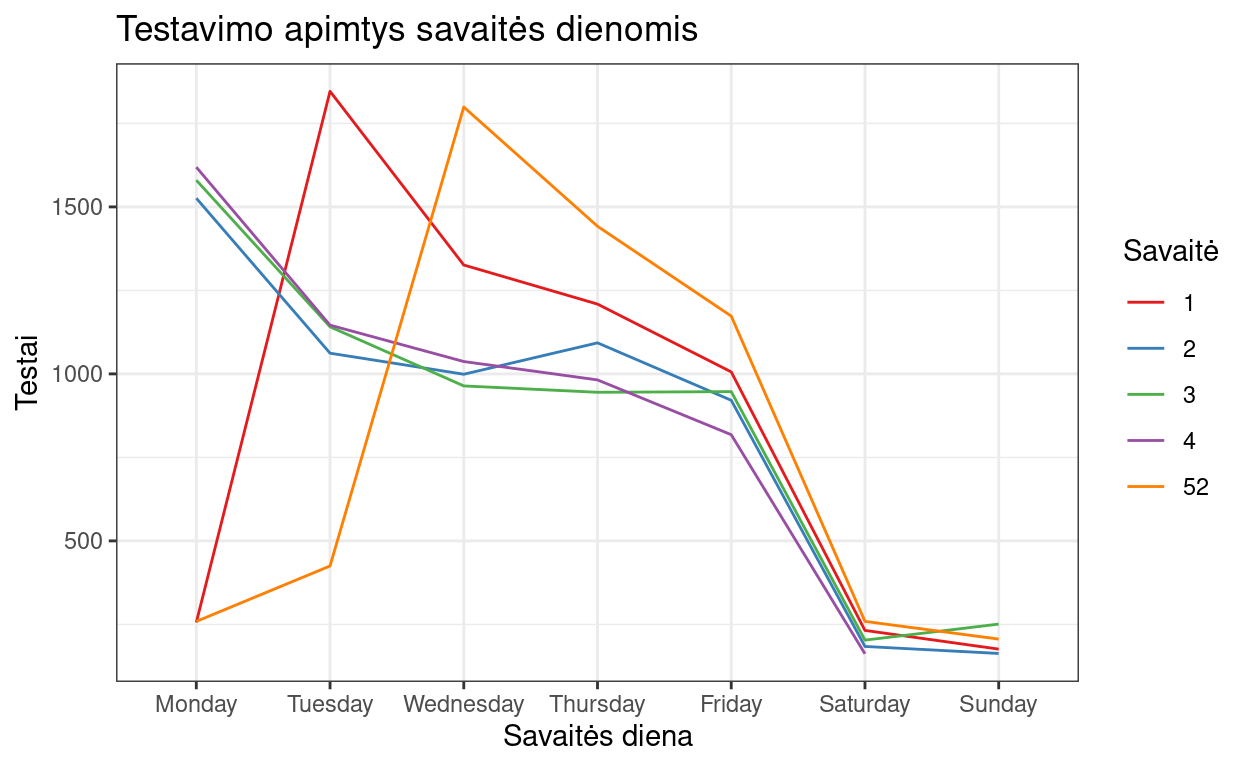 Testavimo apimtys savaitės dienomis
Testai
1500
1000
500
Monday Tuesday Wednesday Thursday Friday Saturday Sunday
Savaitės diena
Savaitė
1
2
3
4
52